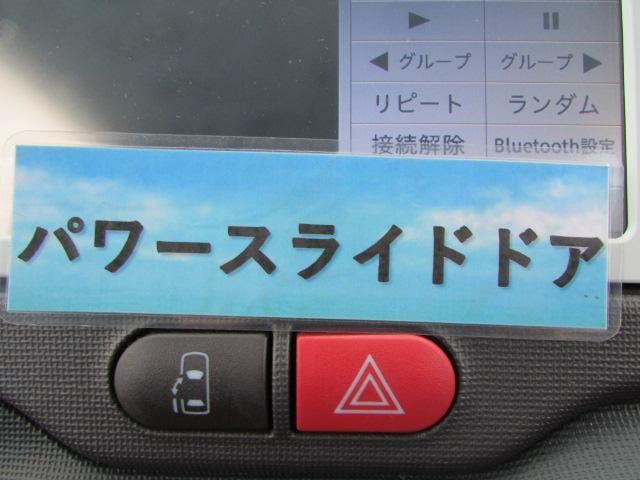 ▶ ⏸
◀ グループ グループ ▶
リピート ランダム
接続解除 Bluetooth設定
パワースライドドア